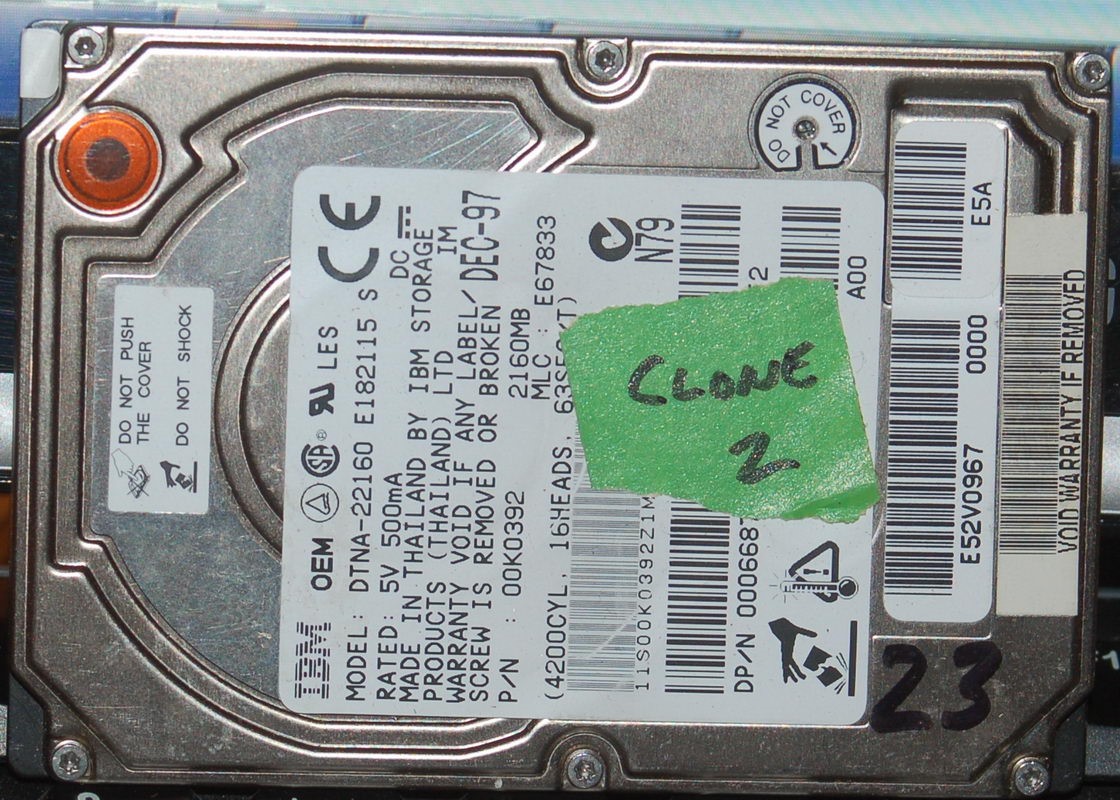 IBM OEM LES
MODEL: DTNA-22160 E182115 S
RATED: 5V 500mA DC
MADE IN THAILAND BY IBM STORAGE
PRODUCTS (THAILAND) LTD IM
WARRANTY VOID IF ANY LABEL/
SCREW IS REMOVED OR BROKEN DEC-97
P/N : 00K0392 2160MB
MLC : E67833
(4200CYL, 16HEADS,
N79
DP/N
A00
CLONE
2
DO NOT PUSH
THE COVER
DO NOT SHOCK
DO NOT COVER
E5A
E52V0967 0000
VOID WARRANTY IF REMOVED
23